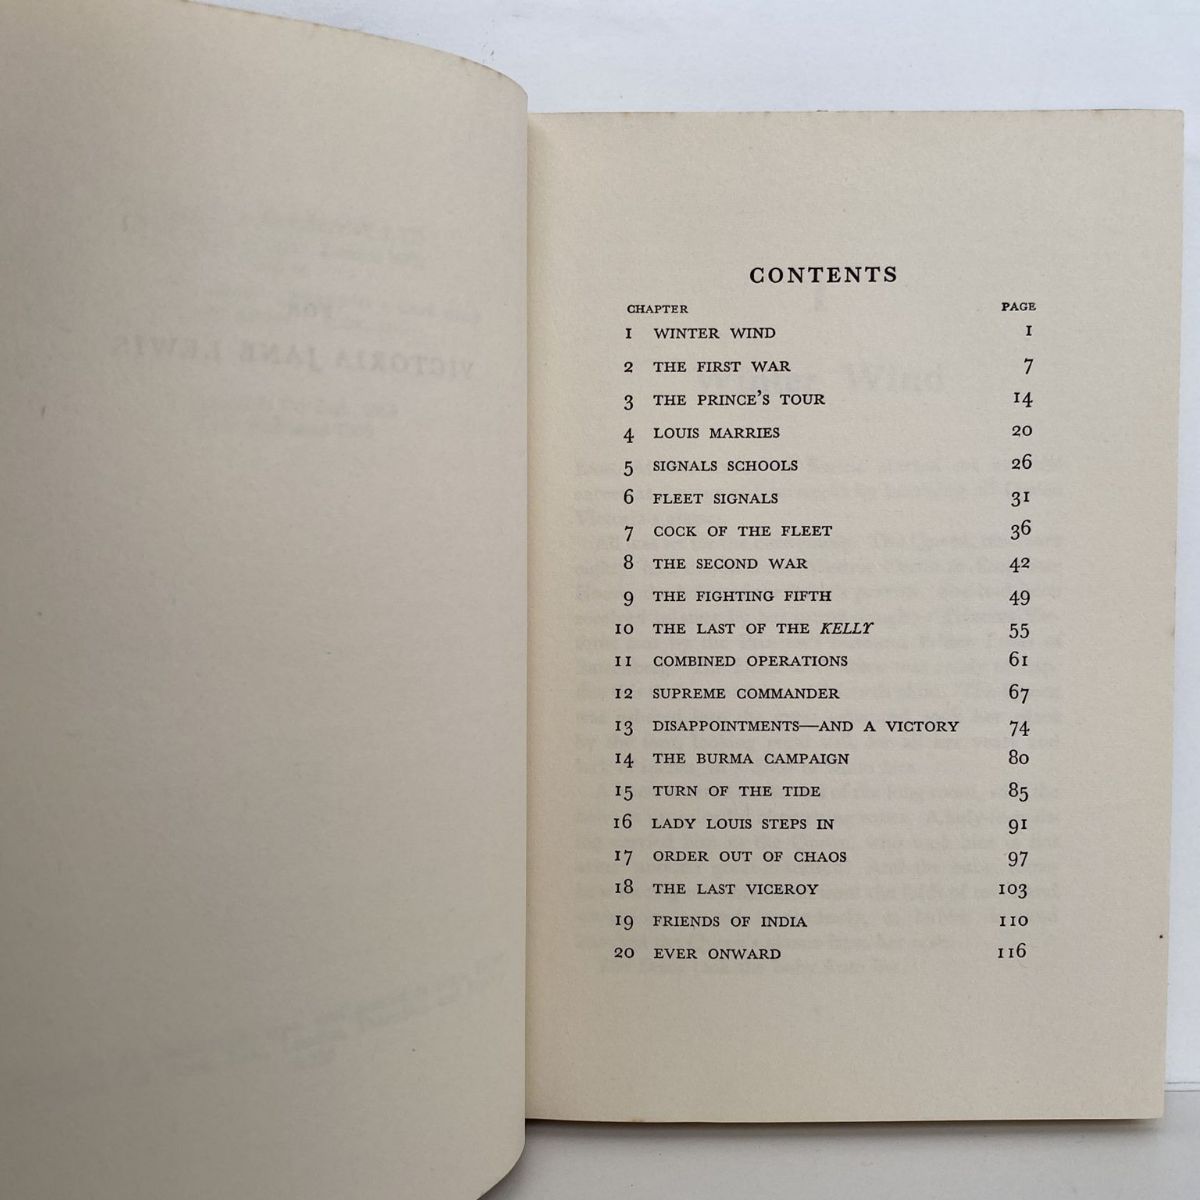 FOR
VICTORIA JANE LEWIS
CONTENTS
CHAPTER PAGE
1 WINTER WIND 1
2 THE FIRST WAR 7
3 THE PRINCE'S TOUR 14
4 LOUIS MARRIES 20
5 SIGNALS SCHOOLS 26
6 FLEET SIGNALS 31
7 COCK OF THE FLEET 36
8 THE SECOND WAR 42
9 THE FIGHTING FIFTH 49
10 THE LAST OF THE KELLY 55
11 COMBINED OPERATIONS 61
12 SUPREME COMMANDER 67
13 DISAPPOINTMENTS—AND A VICTORY 74
14 THE BURMA CAMPAIGN 80
15 TURN OF THE TIDE 85
16 LADY LOUIS STEPS IN 91
17 ORDER OUT OF CHAOS 97
18 THE LAST VICEROY 103
19 FRIENDS OF INDIA 110
20 EVER ONWARD 116